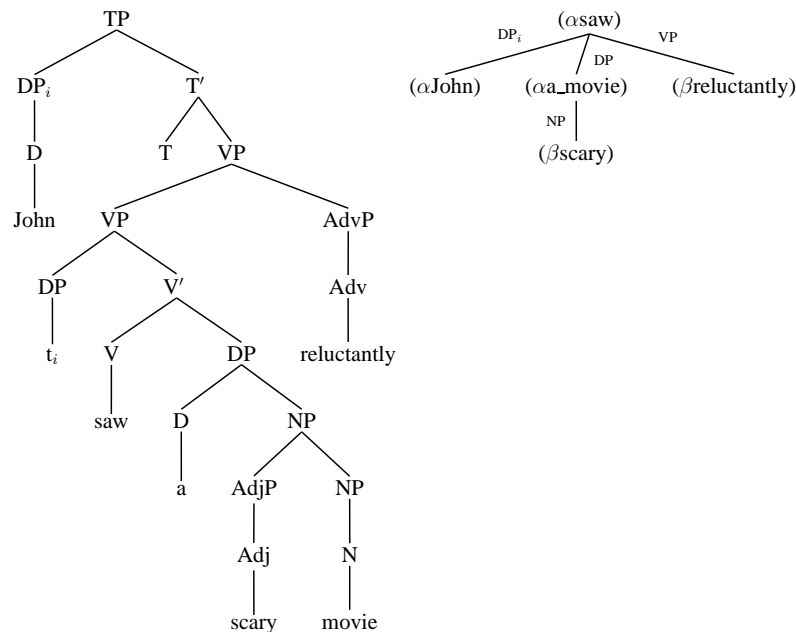 TP (αsaw)
DP_i VP
DP
DP_i T′ (αJohn) (αa_movie) (βreluctantly)
NP
D T VP (βscary)
John VP AdvP
DP V′ Adv
t_i V DP reluctantly
saw D NP
a AdjP NP
Adj N
scary movie